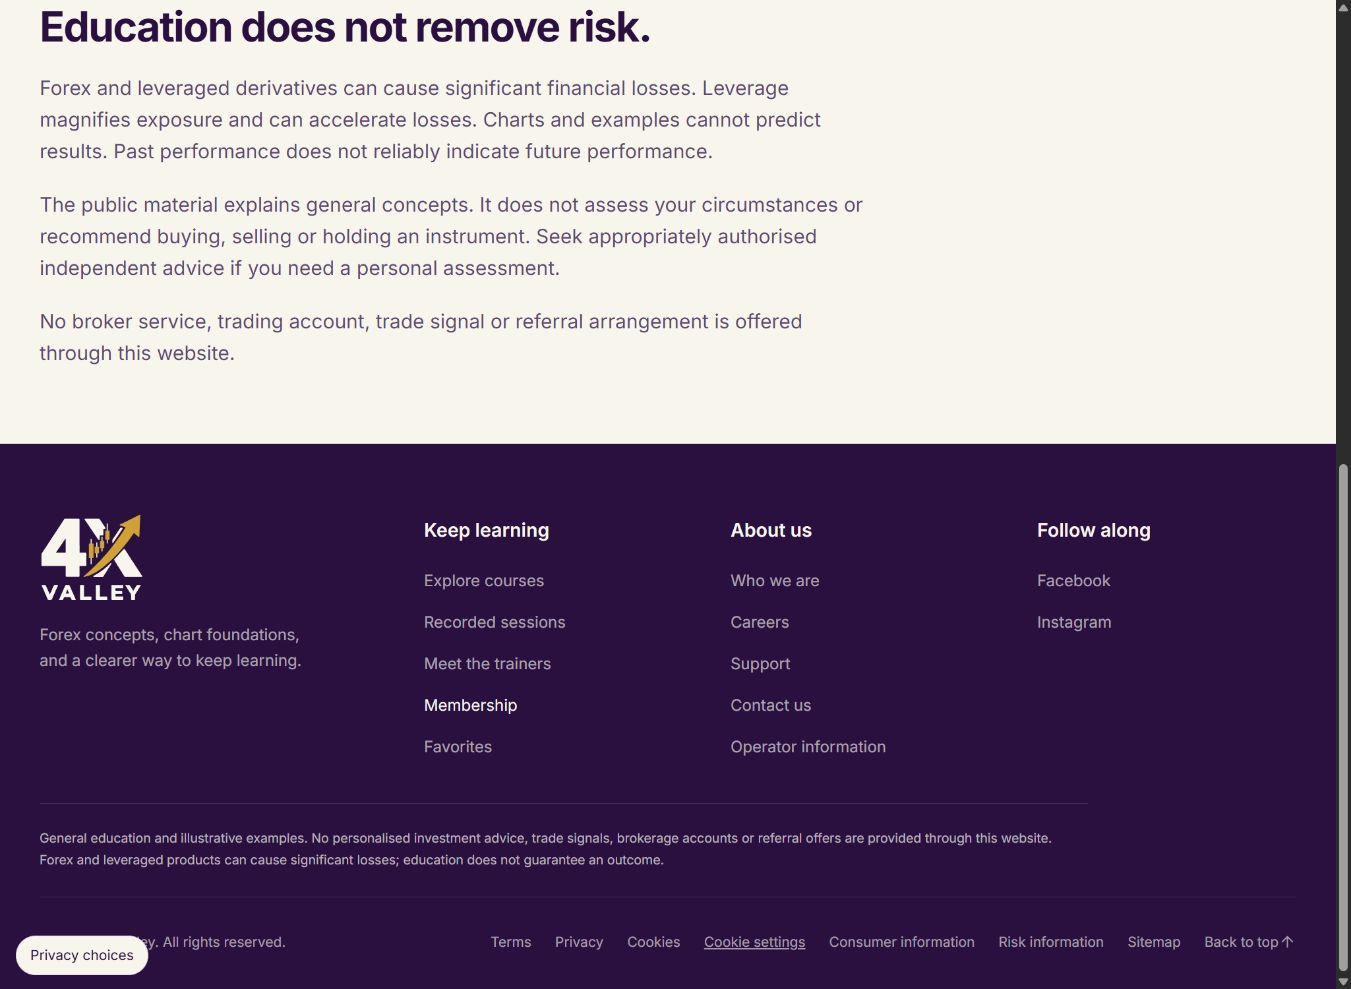 Education does not remove risk.
Forex and leveraged derivatives can cause significant financial losses. Leverage
magnifies exposure and can accelerate losses. Charts and examples cannot predict
results. Past performance does not reliably indicate future performance.
The public material explains general concepts. It does not assess your circumstances or
recommend buying, selling or holding an instrument. Seek appropriately authorised
independent advice if you need a personal assessment.
No broker service, trading account, trade signal or referral arrangement is offered
through this website.
4X
VALLEY
Forex concepts, chart foundations,
and a clearer way to keep learning.
Keep learning
Explore courses
Recorded sessions
Meet the trainers
Membership
Favorites
About us
Who we are
Careers
Support
Contact us
Operator information
Follow along
Facebook
Instagram
General education and illustrative examples. No personalised investment advice, trade signals, brokerage accounts or referral offers are provided through this website.
Forex and leveraged products can cause significant losses; education does not guarantee an outcome.
Privacy choices
All rights reserved.
Terms Privacy Cookies Cookie settings Consumer information Risk information Sitemap Back to top